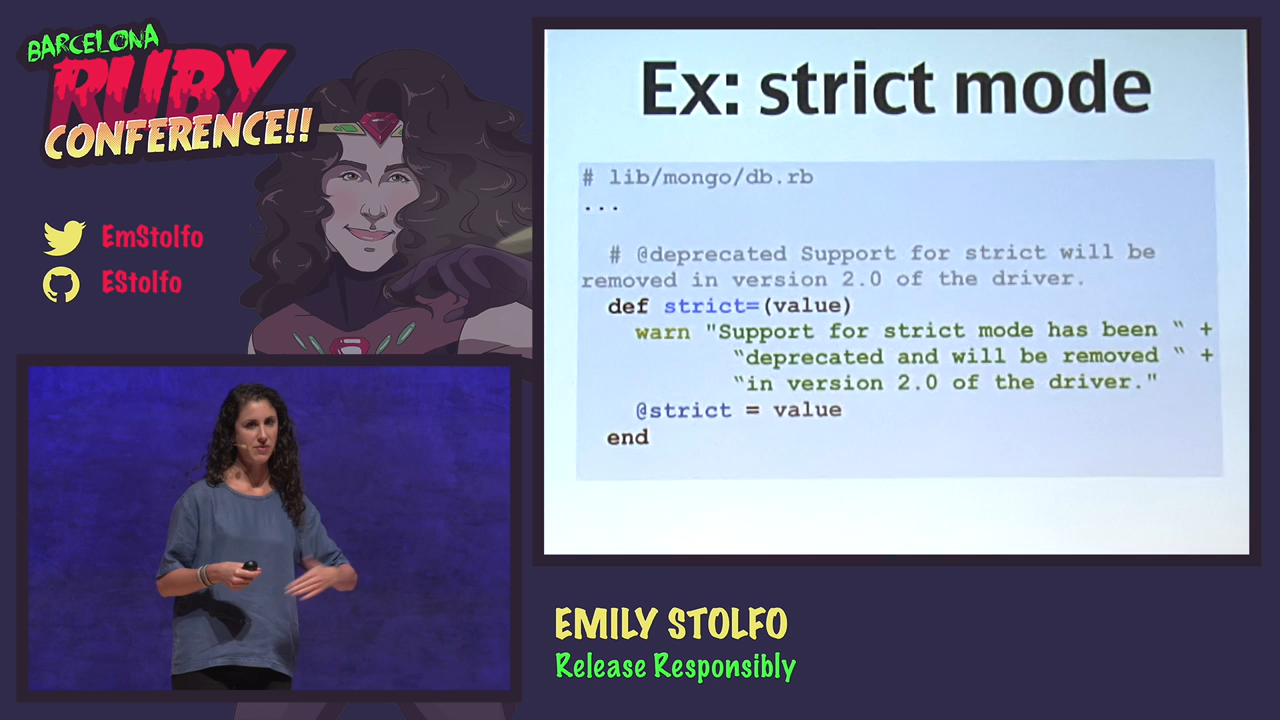 BARCELONA
RUBY
CONFERENCE!!
EmStolfo
EStolfo
Ex: strict mode
# lib/mongo/db.rb
...
# @deprecated Support for strict will be
removed in version 2.0 of the driver.
def strict=(value)
warn "Support for strict mode has been “ +
“deprecated and will be removed “ +
“in version 2.0 of the driver."
@strict = value
end
EMILY STOLFO
Release Responsibly